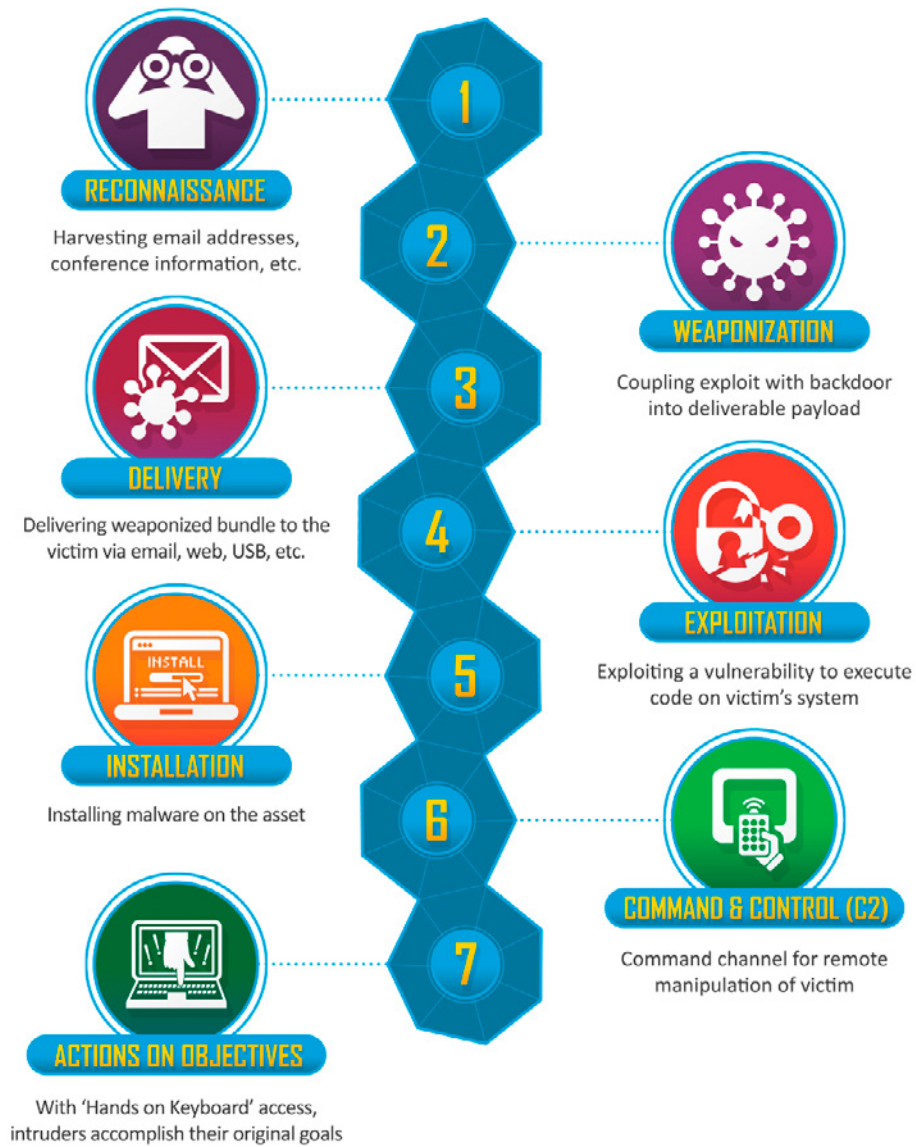 1
RECONNAISSANCE
Harvesting email addresses,
conference information, etc.
2
WEAPONIZATION
Coupling exploit with backdoor
into deliverable payload
3
DELIVERY
Delivering weaponized bundle to the
victim via email, web, USB, etc.
4
EXPLOITATION
Exploiting a vulnerability to execute
code on victim's system
5
INSTALL
INSTALLATION
Installing malware on the asset
6
COMMAND & CONTROL (C2)
Command channel for remote
manipulation of victim
7
ACTIONS ON OBJECTIVES
With 'Hands on Keyboard' access,
intruders accomplish their original goals